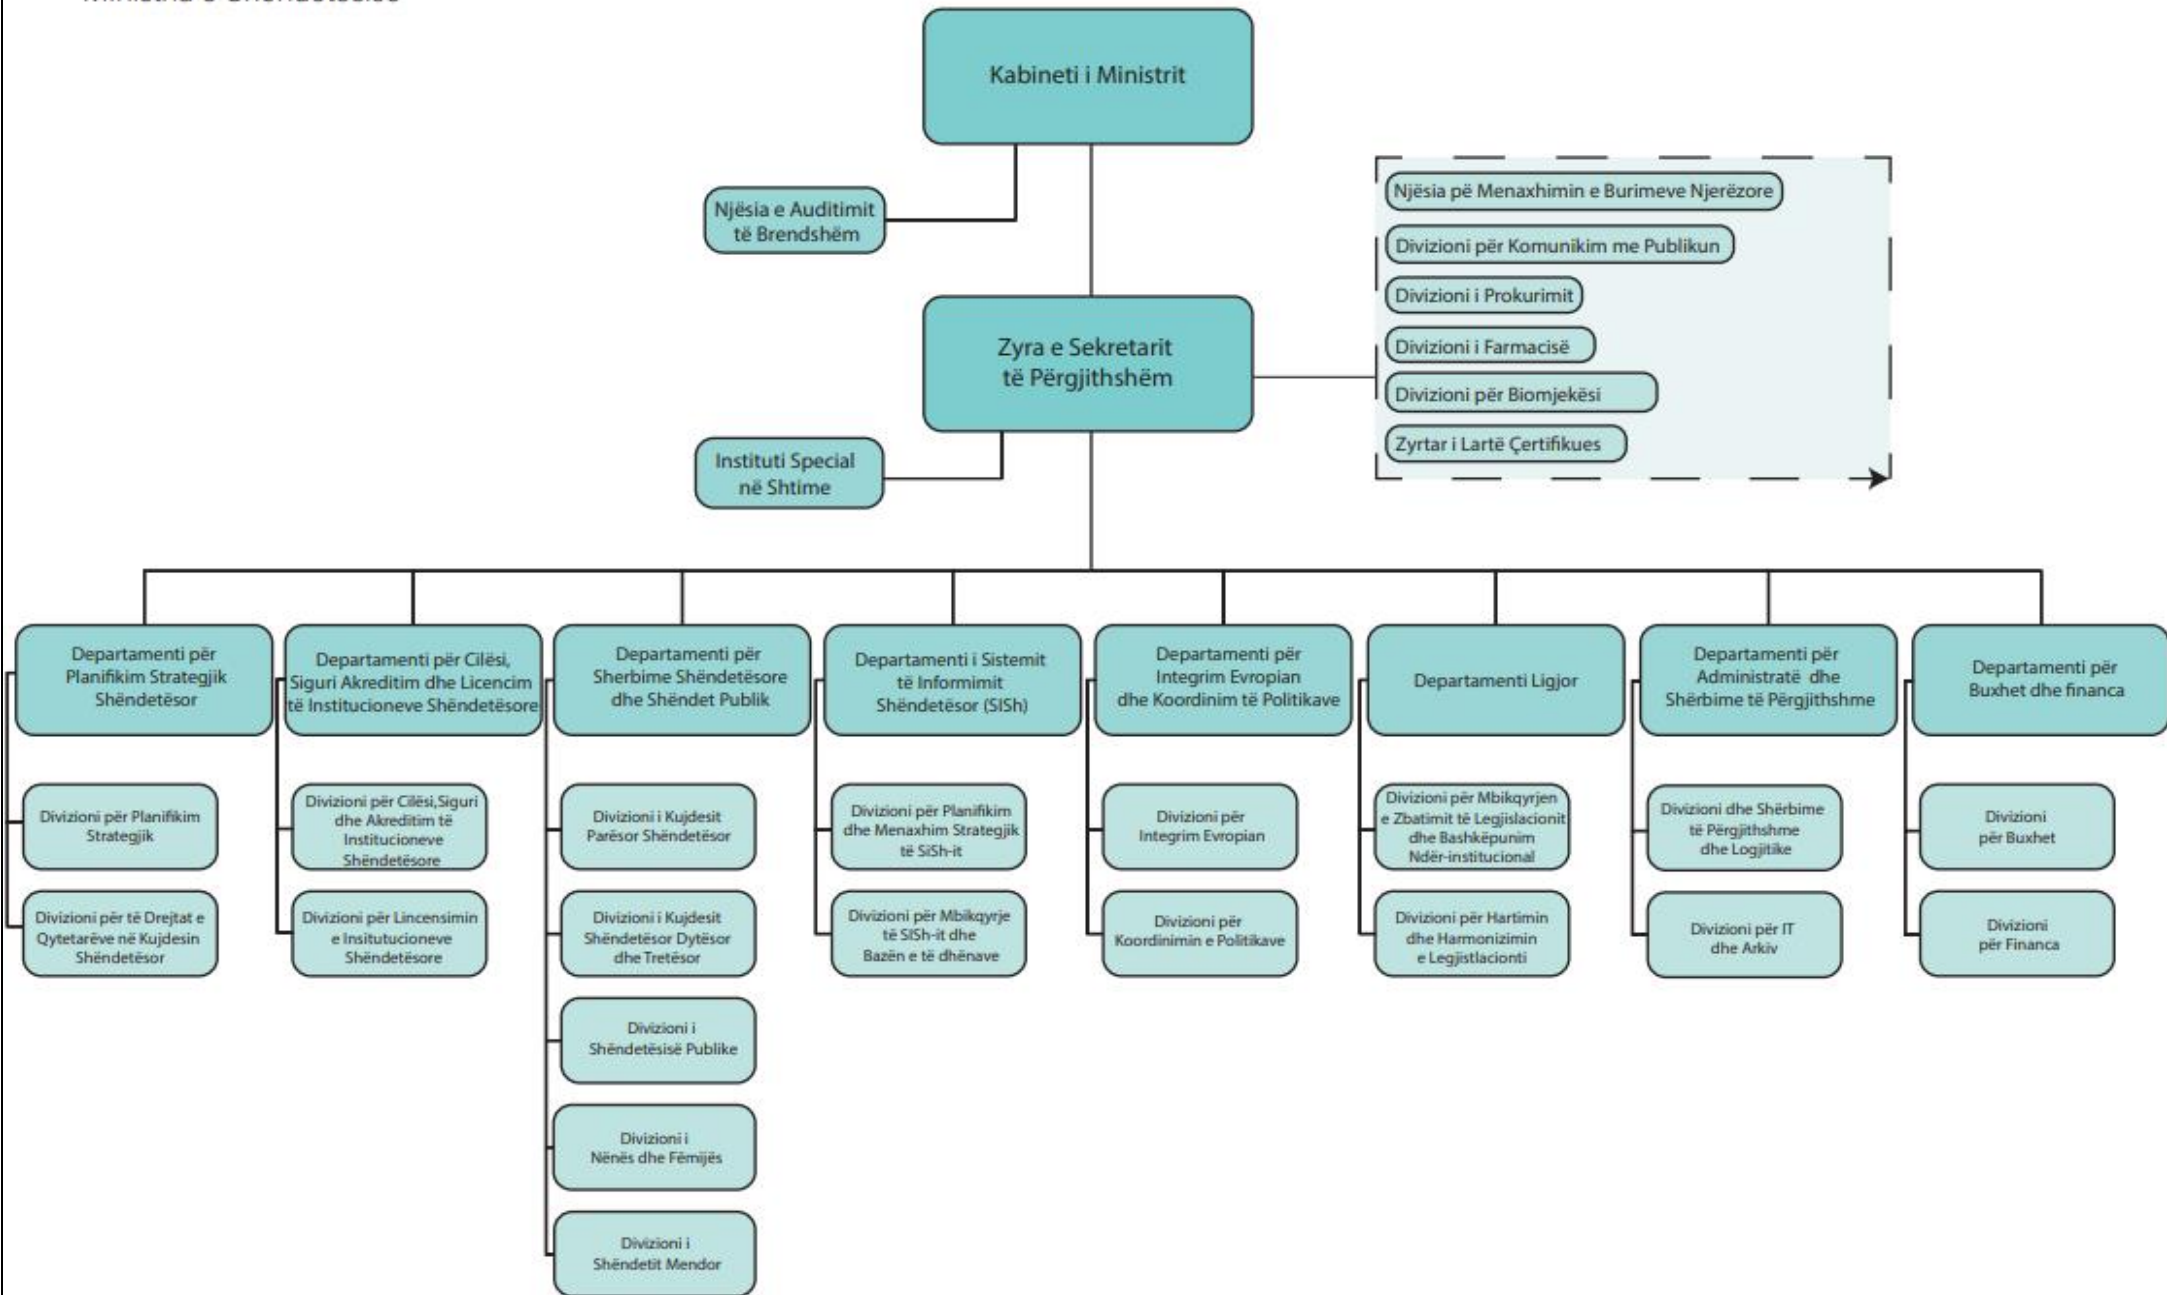 Kabineti i Ministrit
Njësia e Auditimit
të Brendshëm
Njësia pë Menaxhimin e Burimeve Njerëzore
Divizioni për Komunikim me Publikun
Divizioni i Prokurimit
Divizioni i Farmacisë
Divizioni për Biomjekësi
Zyrtar i Lartë Çertifikues
Zyra e Sekretarit
të Përgjithshëm
Instituti Special
në Shtime
Departamenti për
Planifikim Strategjik
Shëndetësor
Departamenti për Cilësi,
Siguri Akreditim dhe Licencim
të Institucioneve Shëndetësore
Departamenti për
Sherbime Shëndetësore
dhe Shëndet Publik
Departamenti i Sistemit
të Informimit
Shëndetësor (SISh)
Departamenti për
Integrim Evropian
dhe Koordinim të Politikave
Departamenti Ligjor
Departamenti për
Administratë dhe
Shërbime të Përgjithshme
Departamenti për
Buxhet dhe financa
Divizioni për Planifikim
Strategjik
Divizioni për Cilësi,Siguri
dhe Akreditim të
Institucioneve
Shëndetësore
Divizioni i Kujdesit
Parësor Shëndetësor
Divizioni për Planifikim
dhe Menaxhim Strategjik
të SiSh-it
Divizioni për
Integrim Evropian
Divizioni për Mbikqyrjen
e Zbatimit të Legjislacionit
dhe Bashkëpunim
Ndër-institucional
Divizioni dhe Shërbime
të Përgjithshme
dhe Logjitike
Divizioni
për Buxhet
Divizioni për të Drejtat e
Qytetarëve në Kujdesin
Shëndetësor
Divizioni për Lincensimin
e Insitutucioneve
Shëndetësore
Divizioni i Kujdesit
Shëndetësor Dytësor
dhe Tretësor
Divizioni për Mbikqyrje
të SISh-it dhe
Bazën e të dhënave
Divizioni për
Koordinimin e Politikave
Divizioni për Hartimin
dhe Harmonizimin
e Legjistlacionti
Divizioni për IT
dhe Arkiv
Divizioni
për Financa
Divizioni i
Shëndetësisë Publike
Divizioni i
Nënës dhe Fëmijës
Divizioni i
Shëndetit Mendor